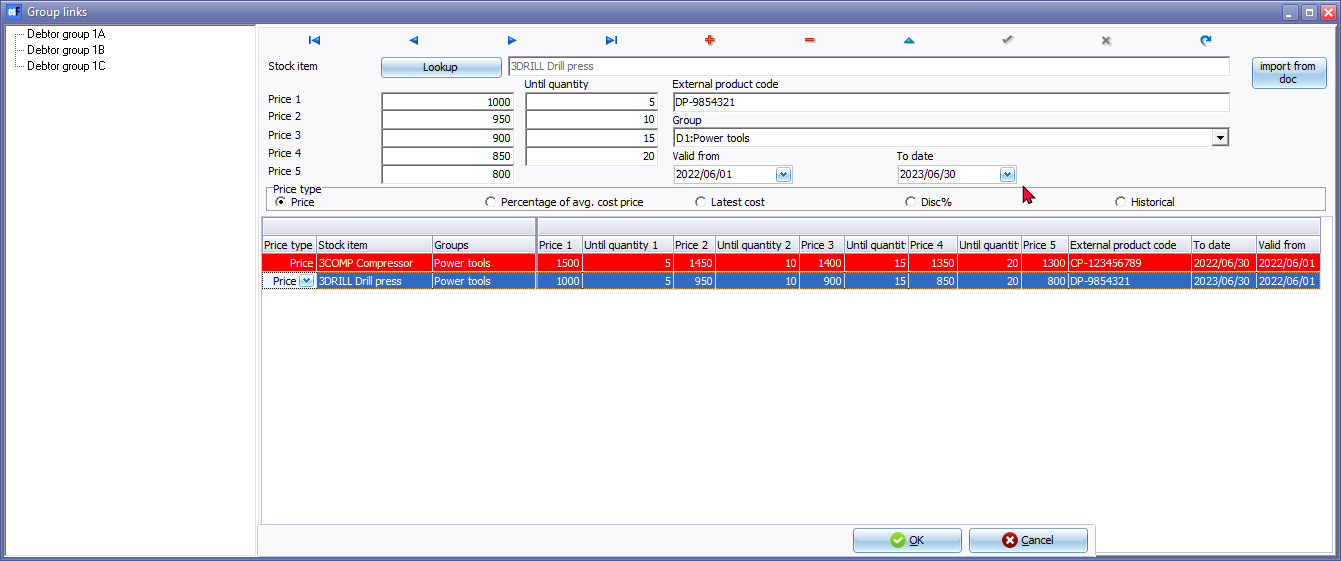 Group links
Debtor group 1A
Debtor group 1B
Debtor group 1C
Stock item Lookup 3DRILL Drill press import from doc
Until quantity External product code
Price 1 1000 5 DP-9854321
Price 2 950 10 Group
Price 3 900 15 D1:Power tools
Price 4 850 20 Valid from To date
Price 5 800 2022/06/01 2023/06/30
Price type
Price Percentage of avg. cost price Latest cost Disc% Historical
Price type Stock item Groups Price 1 Until quantity 1 Price 2 Until quantity 2 Price 3 Until quantit Price 4 Until quantit Price 5 External product code To date Valid from
Price 3COMP Compressor Power tools 1500 5 1450 10 1400 15 1350 20 1300 CP-123456789 2022/06/30 2022/06/01
Price 3DRILL Drill press Power tools 1000 5 950 10 900 15 850 20 800 DP-9854321 2023/06/30 2022/06/01
OK Cancel